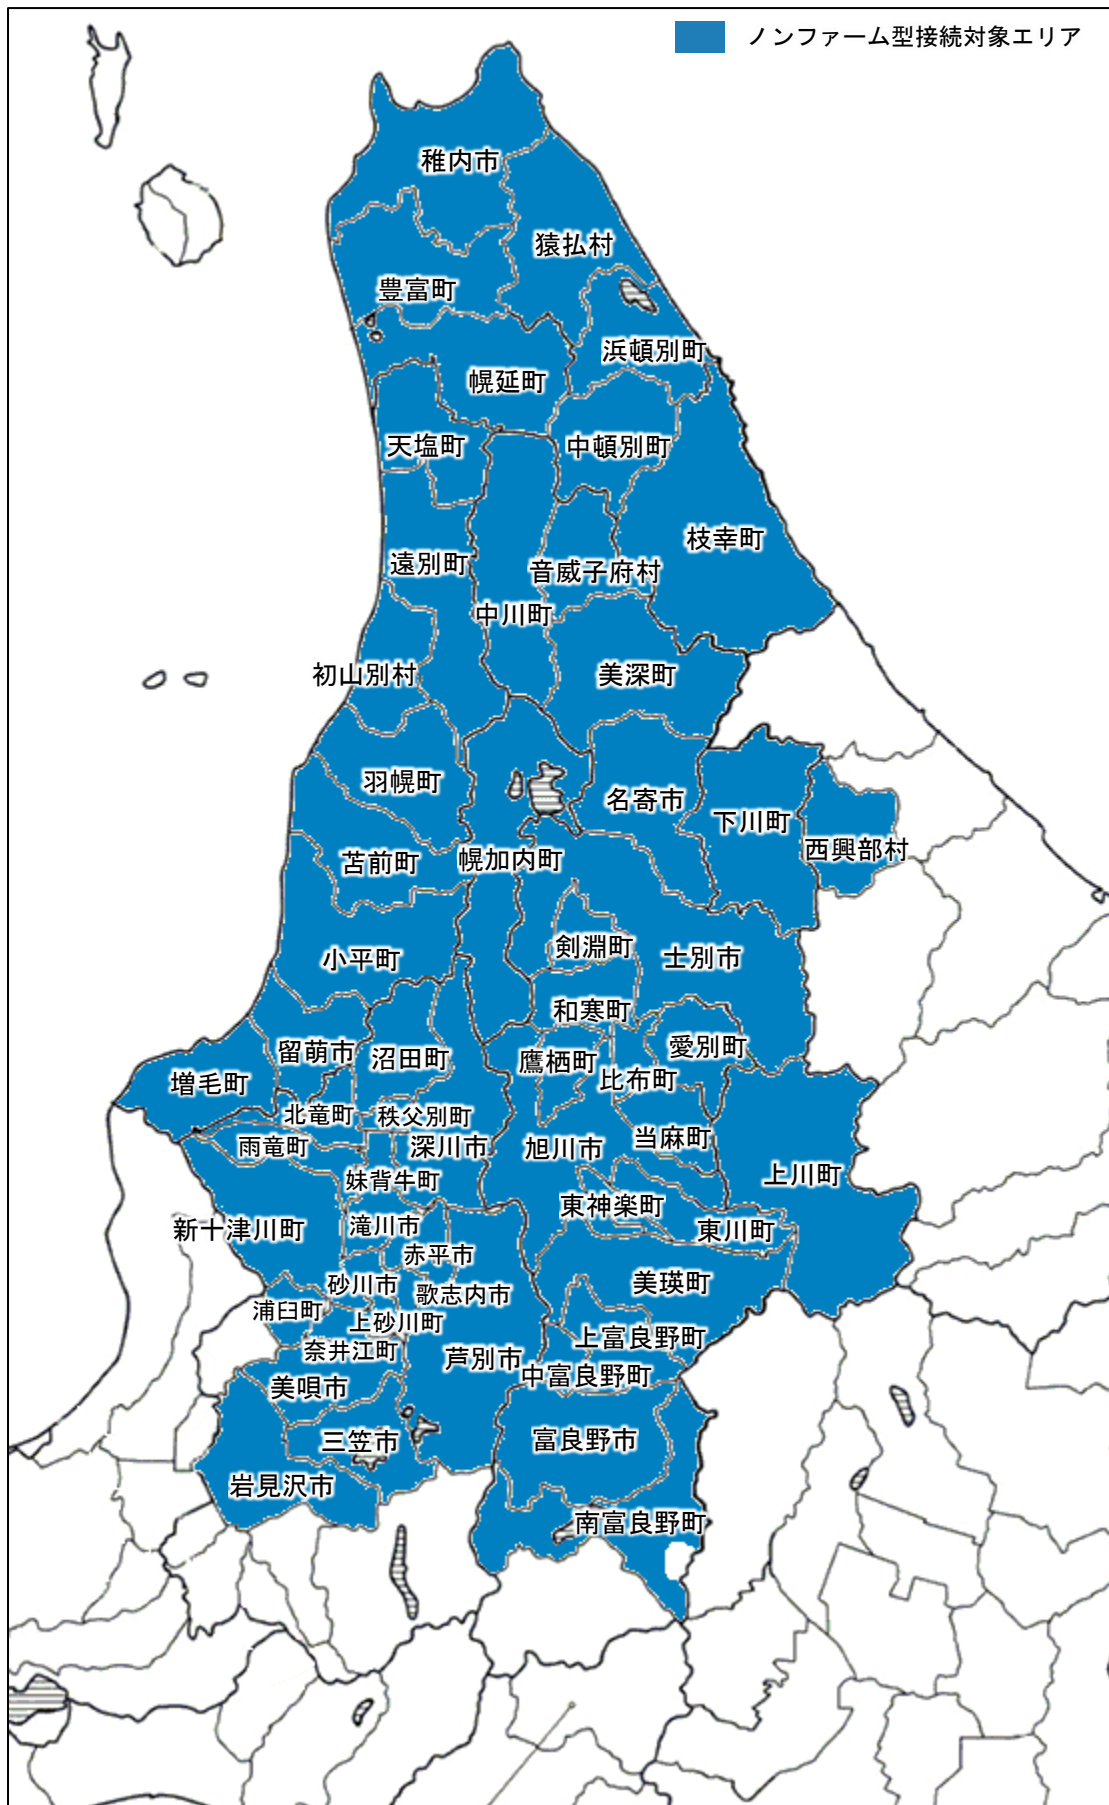 ノンファーム型接続対象エリア
稚内市
猿払村
豊富町
浜頓別町
幌延町
天塩町
中頓別町
枝幸町
遠別町
音威子府村
中川町
初山別村
美深町
羽幌町
名寄市
下川町
西興部村
苫前町
幌加内町
剣淵町
士別市
小平町
和寒町
留萌市
沼田町
鷹栖町
愛別町
増毛町
比布町
北竜町
秩父別町
雨竜町
深川市
旭川市
当麻町
妹背牛町
上川町
東神楽町
新十津川町
滝川市
東川町
赤平市
砂川市
歌志内市
美瑛町
浦臼町
上砂川町
奈井江町
芦別市
上富良野町
美唄市
中富良野町
三笠市
富良野市
岩見沢市
南富良野町